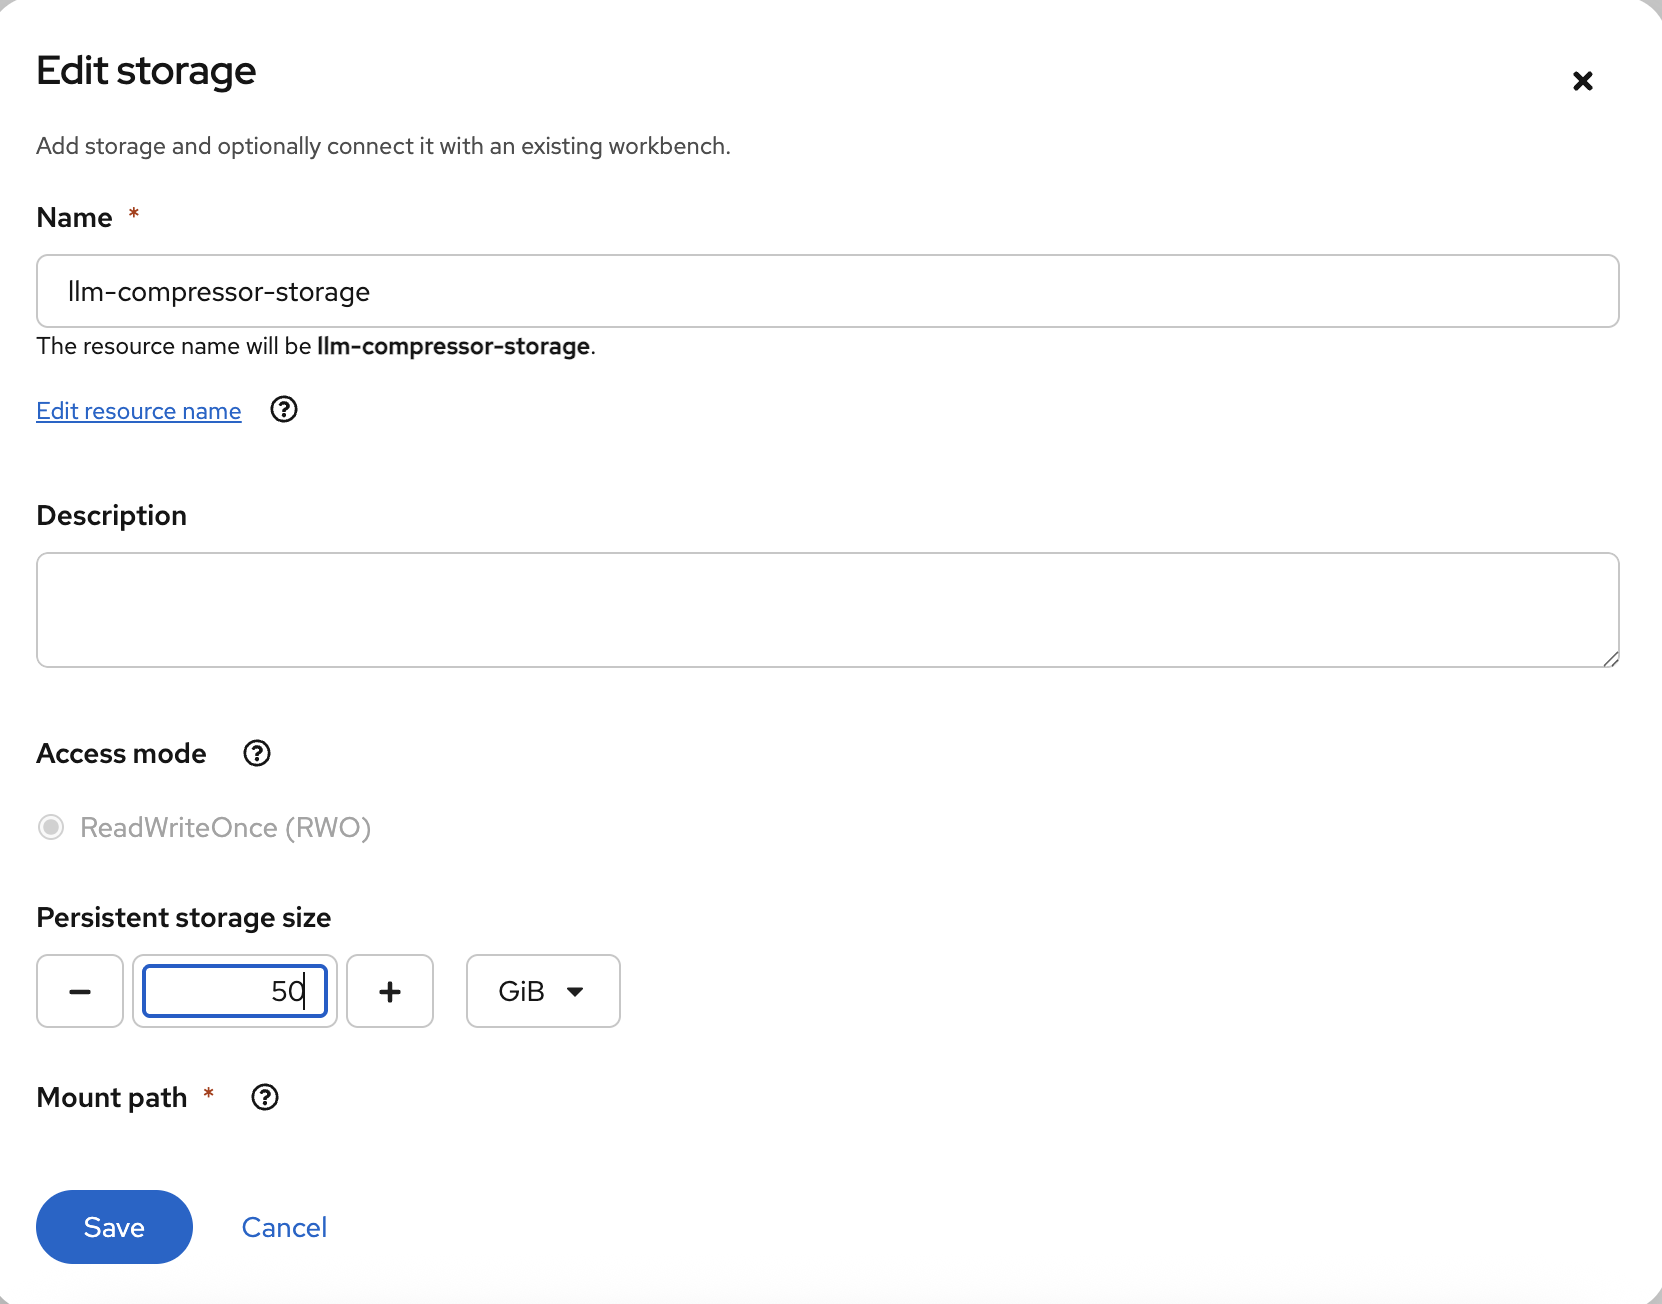 Edit storage
Add storage and optionally connect it with an existing workbench.
Name *
llm-compressor-storage
The resource name will be llm-compressor-storage.
Edit resource name
Description
Access mode
ReadWriteOnce (RWO)
Persistent storage size
50 GiB
Mount path *
Save Cancel